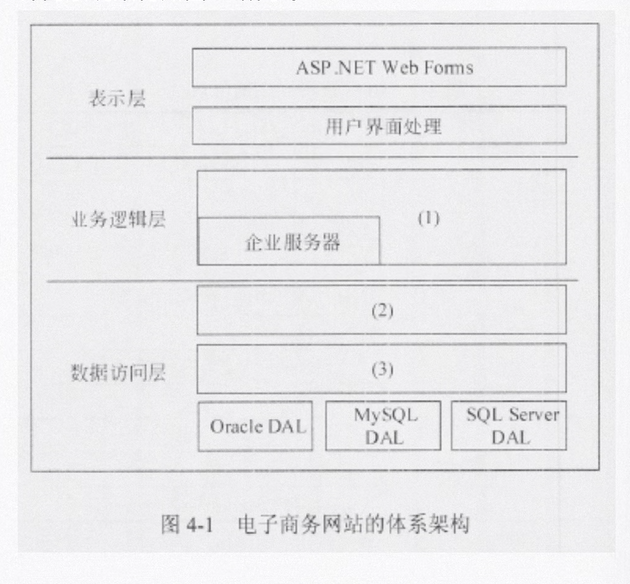 ASP.NET Web Forms
表示层
用户界面处理
业务逻辑层
(1)
企业服务器
(2)
数据访问层
(3)
Oracle DAL
MySQL
DAL
SQL Server
DAL
图 4-1 电子商务网站的体系架构